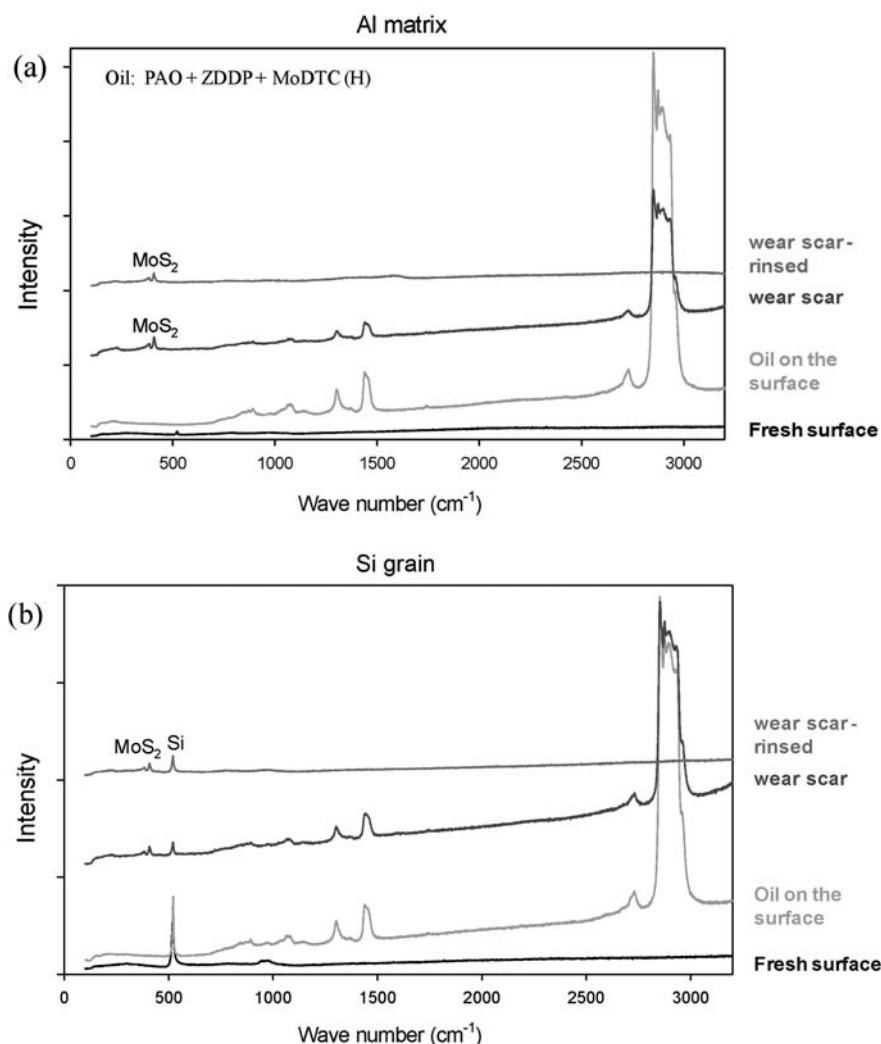 Al matrix
(a)
Oil: PAO + ZDDP + MoDTC (H)
Intensity
MoS2
MoS2
wear scar-
rinsed
wear scar
Oil on the
surface
Fresh surface
0 500 1000 1500 2000 2500 3000
Wave number (cm-1)
Si grain
(b)
Intensity
MoS2 Si
wear scar-
rinsed
wear scar
Oil on the
surface
Fresh surface
0 500 1000 1500 2000 2500 3000
Wave number (cm-1)